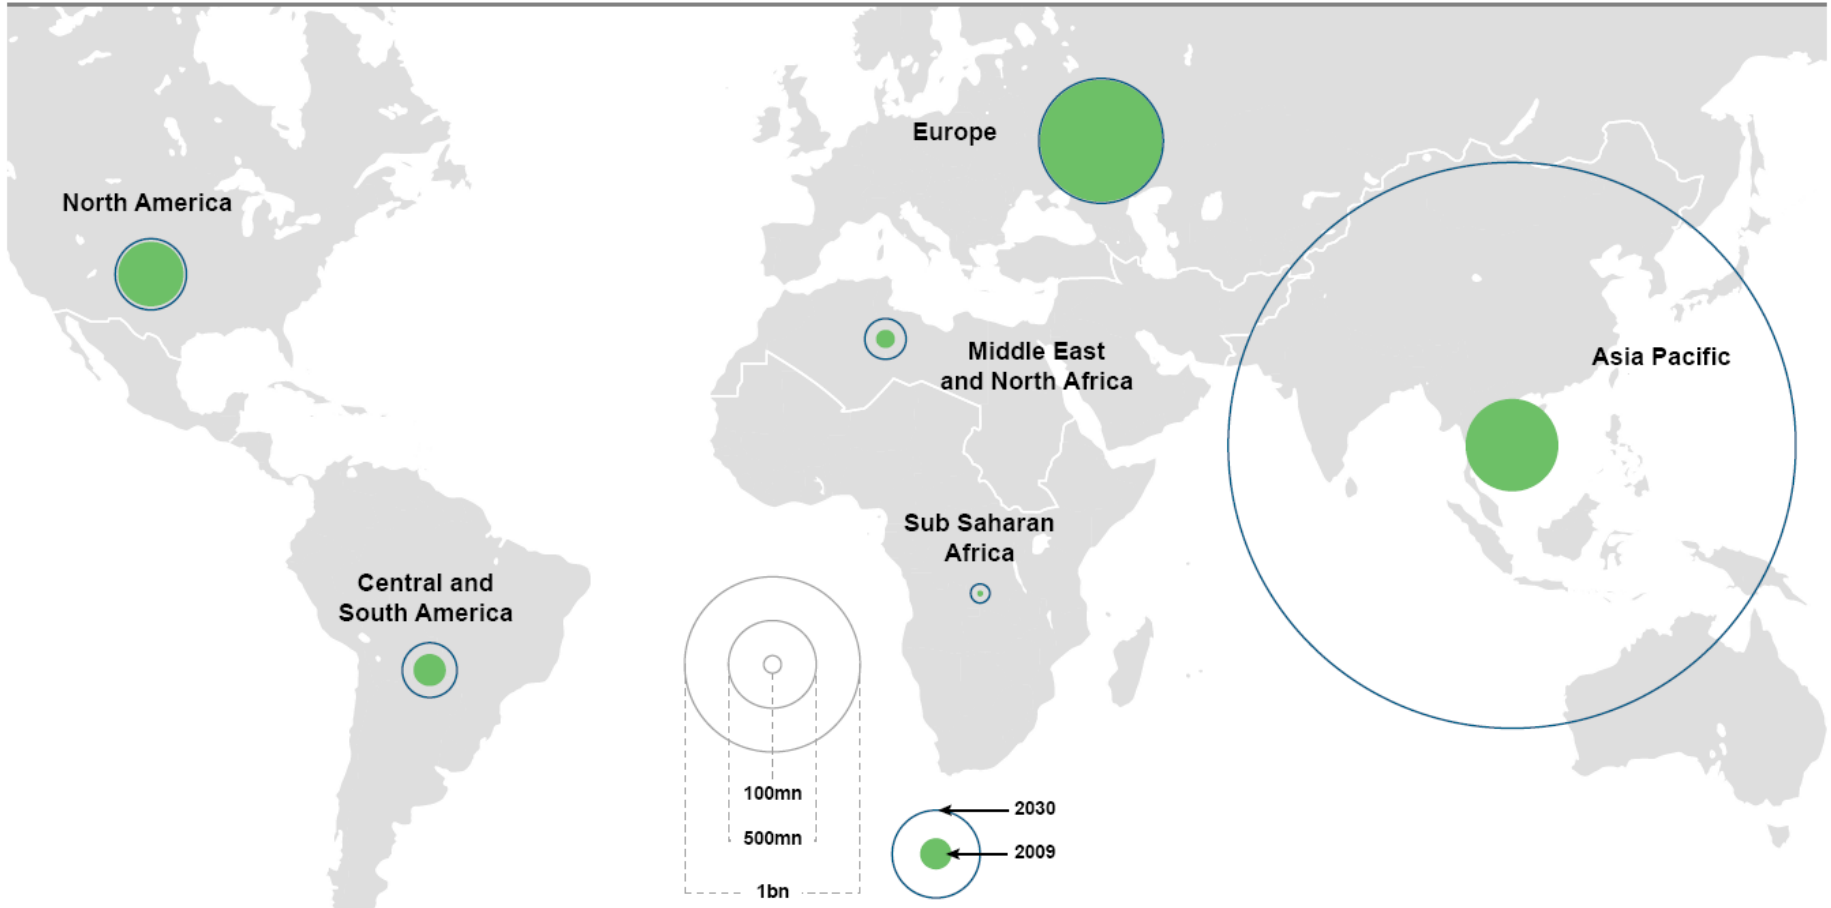 Europe
North America
Middle East
and North Africa
Asia Pacific
Sub Saharan
Africa
Central and
South America
100mn
500mn
1bn
2030
2009